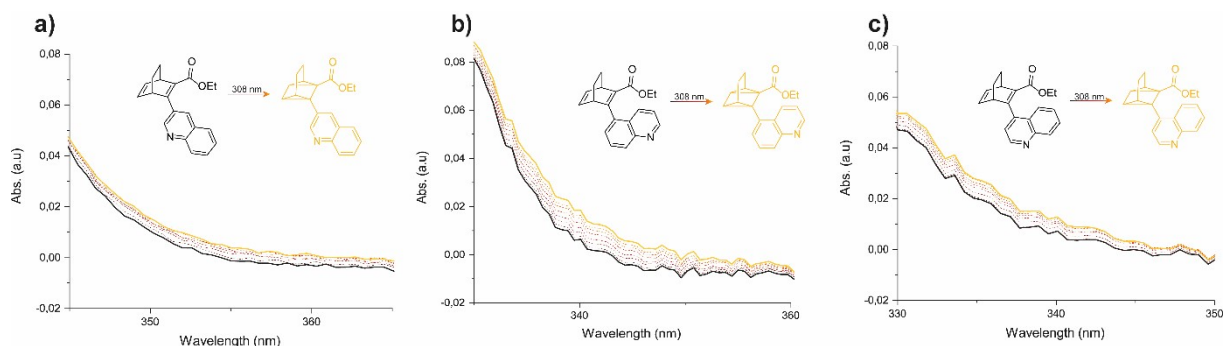 a)
Abs. (a.u)
0,08
0,06
0,04
0,02
0,00
-0,02
350
360
Wavelength (nm)
O
OEt
N
308 nm
O
OEt
N
b)
Abs. (a.u)
0,08
0,06
0,04
0,02
0,00
-0,02
340
360
Wavelength (nm)
O
OEt
N
308 nm
O
OEt
N
c)
Abs. (a.u)
0,08
0,06
0,04
0,02
0,00
-0,02
330
340
350
Wavelength (nm)
O
OEt
N
308 nm
O
OEt
N